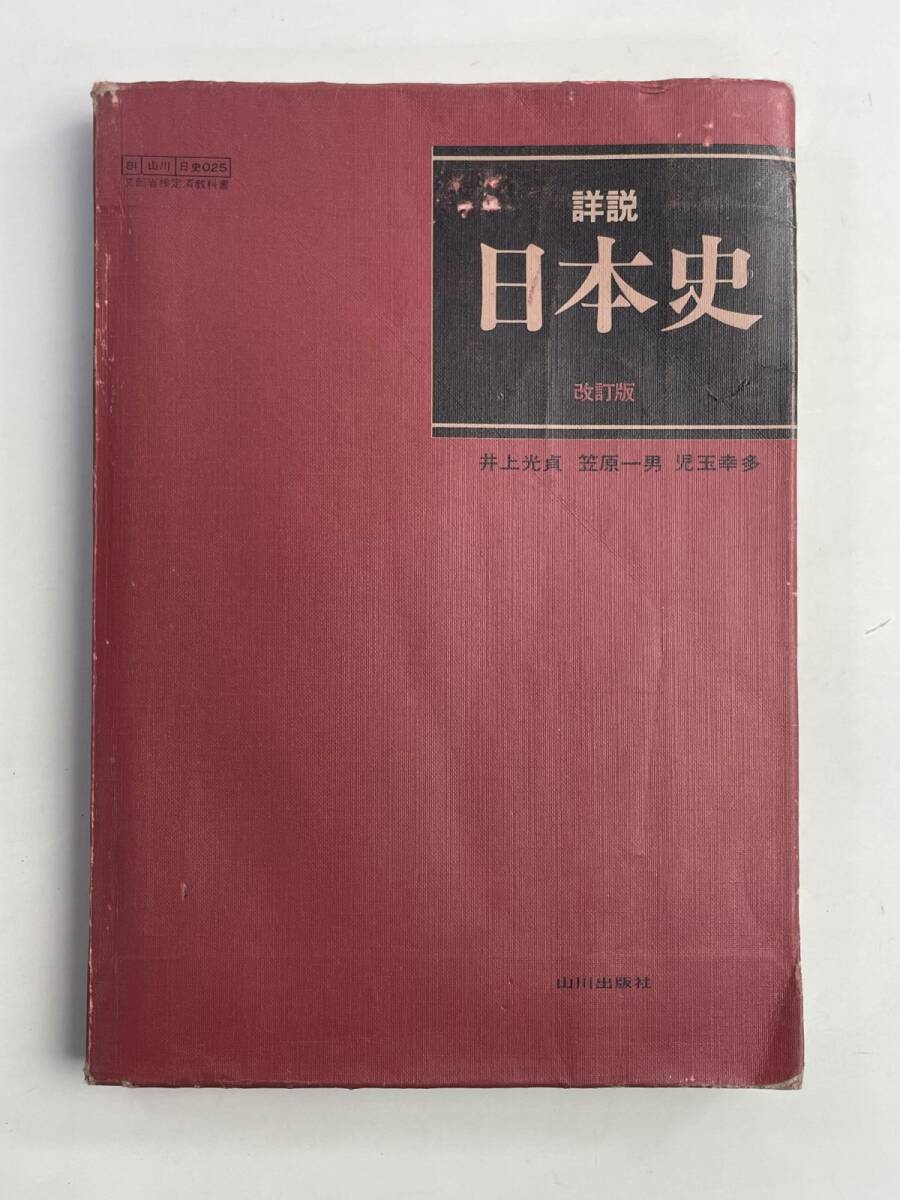 81 山川 日史025
文部省検定済教科書
詳説
日本史
改訂版
井上光貞 笠原一男 児玉幸多
山川出版社